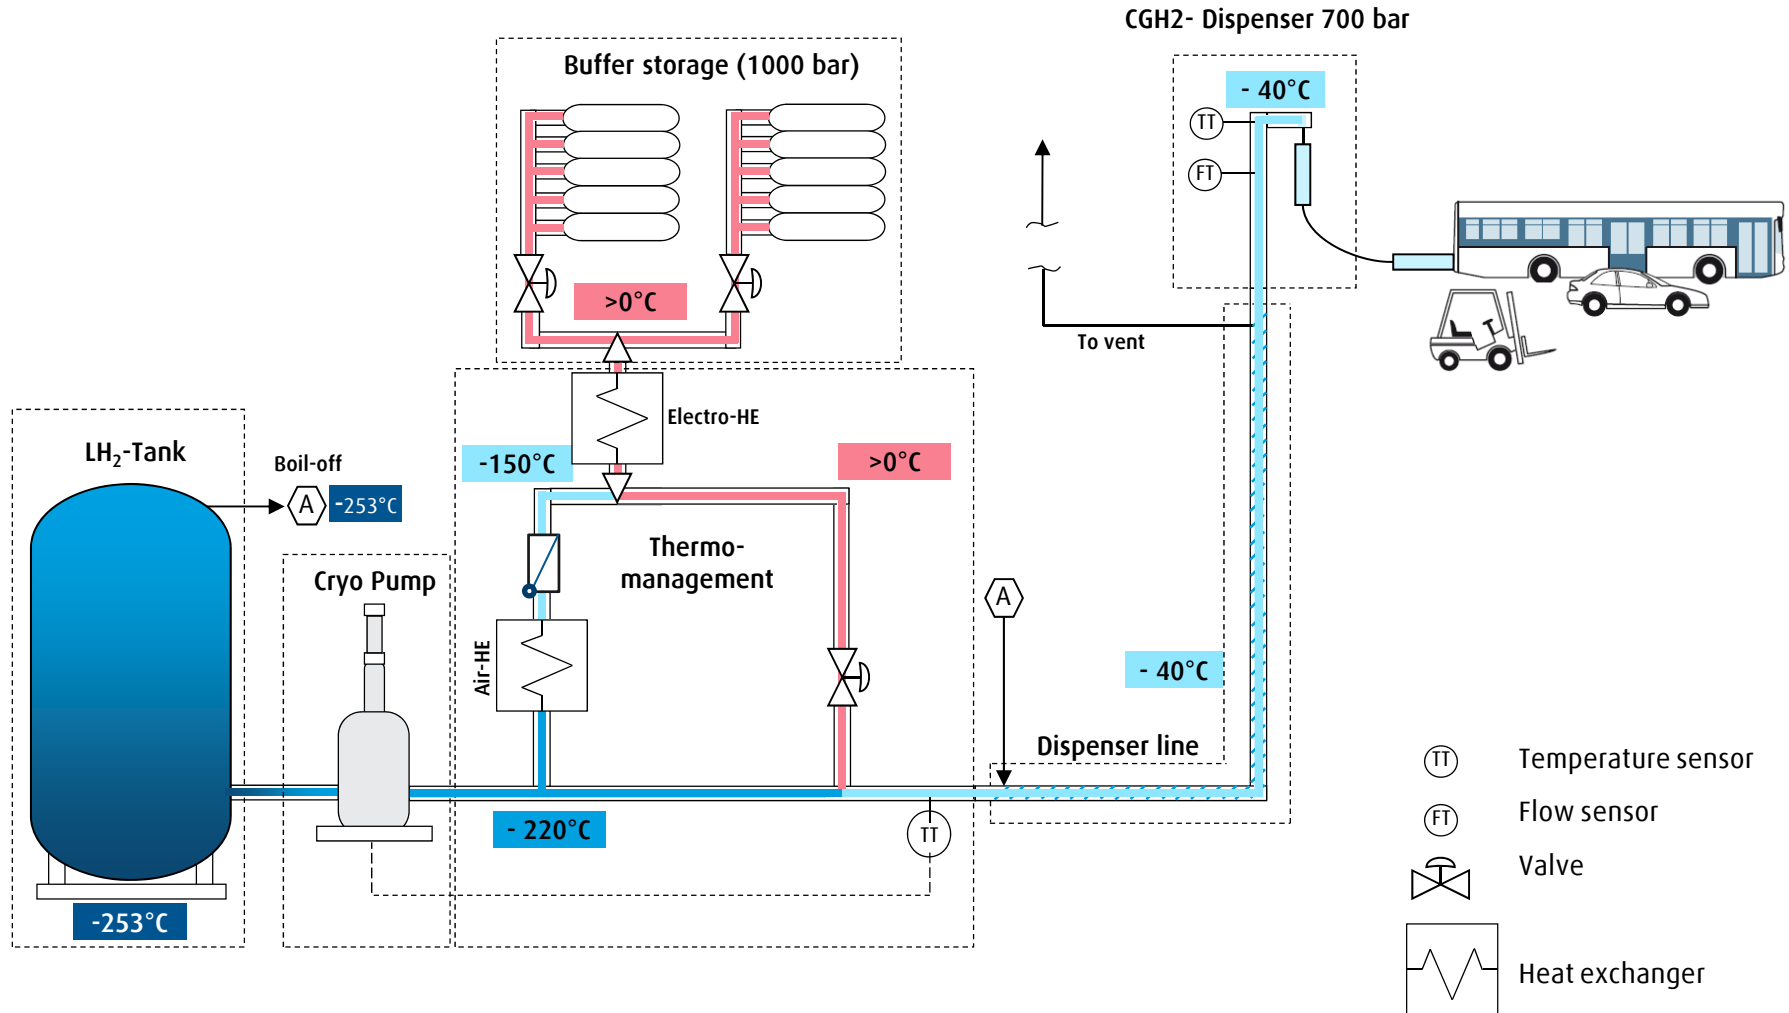 CGH2- Dispenser 700 bar
Buffer storage (1000 bar)
- 40°C
TT
FT
>0°C
To vent
Electro-HE
-150°C
>0°C
LH₂-Tank
Boil-off
A
-253°C
Thermo-
management
Cryo Pump
A
Air-HE
- 40°C
Dispenser line
- 220°C
TT
-253°C
TT
Temperature sensor
FT
Flow sensor
Valve
Heat exchanger